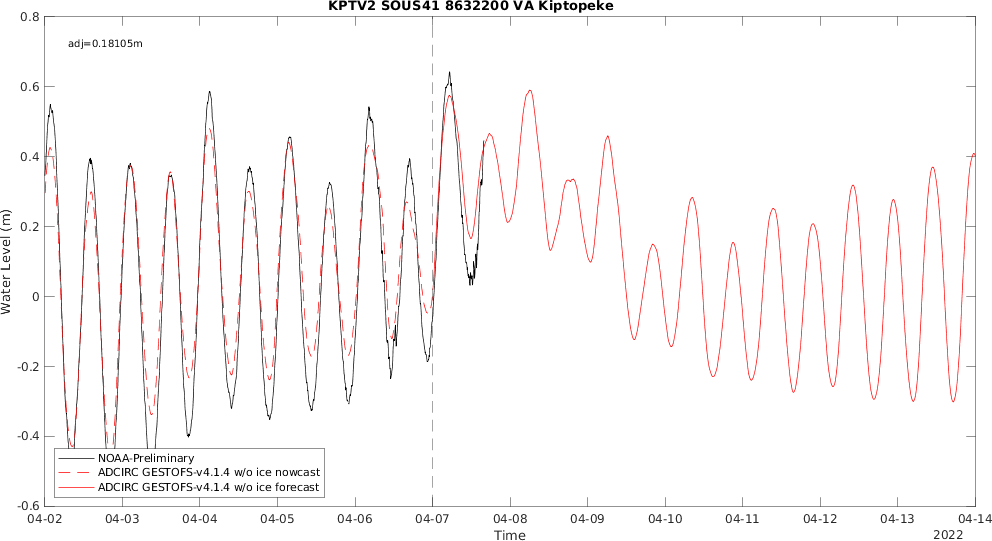 KPTV2 SOUS41 8632200 VA Kiptopeke
adj=0.18105m
Water Level (m)
0.8
0.6
0.4
0.2
0
-0.2
-0.4
-0.6
NOAA-Preliminary
ADCIRC GESTOFS-v4.1.4 w/o ice nowcast
ADCIRC GESTOFS-v4.1.4 w/o ice forecast
04-02 04-03 04-04 04-05 04-06 04-07 04-08 04-09 04-10 04-11 04-12 04-13 04-14
Time
2022